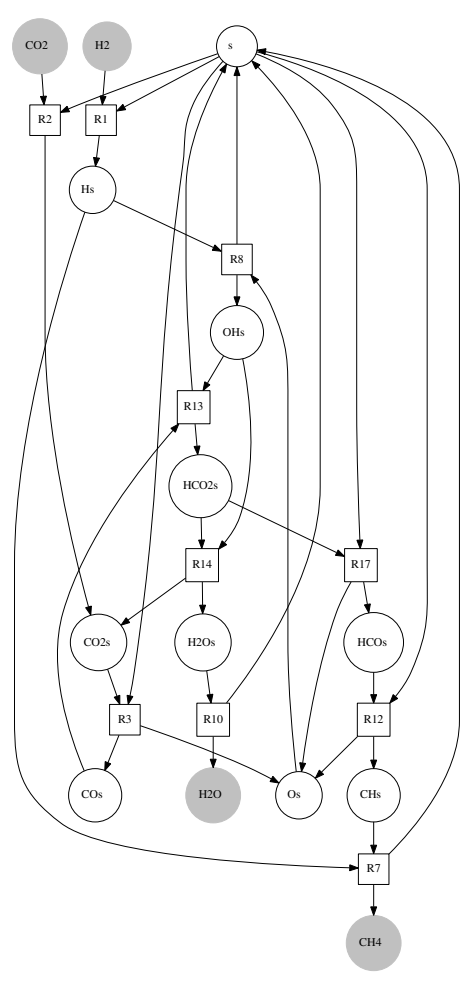 CO2
H2
s
R2
R1
Hs
R8
OHs
R13
HCO2s
R14
R17
CO2s
H2Os
HCOs
R3
R10
R12
COs
H2O
Os
CHs
R7
CH4